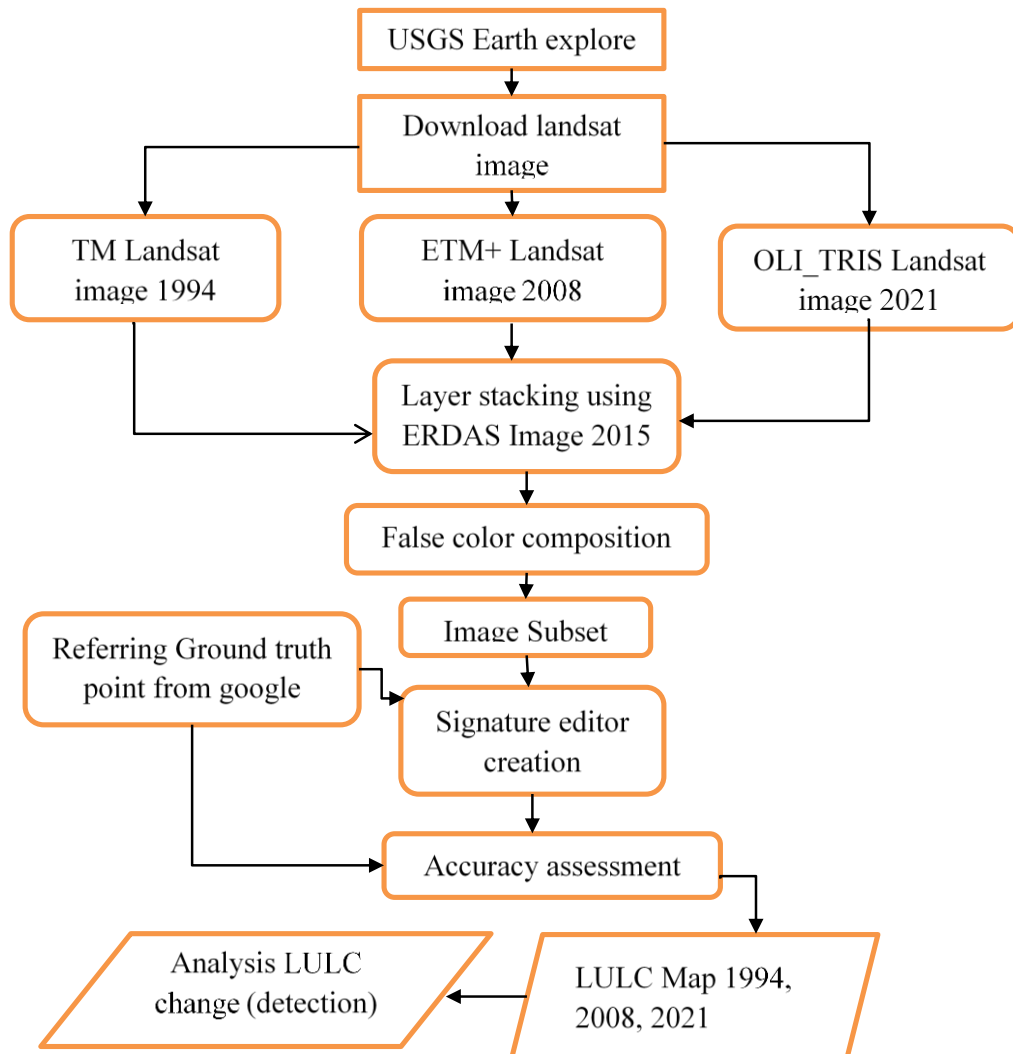 USGS Earth explore
Download landsat
image
TM Landsat
image 1994
ETM+ Landsat
image 2008
OLI_TRIS Landsat
image 2021
Layer stacking using
ERDAS Image 2015
False color composition
Image Subset
Referring Ground truth
point from google
Signature editor
creation
Accuracy assessment
Analysis LULC
change (detection)
LULC Map 1994,
2008, 2021